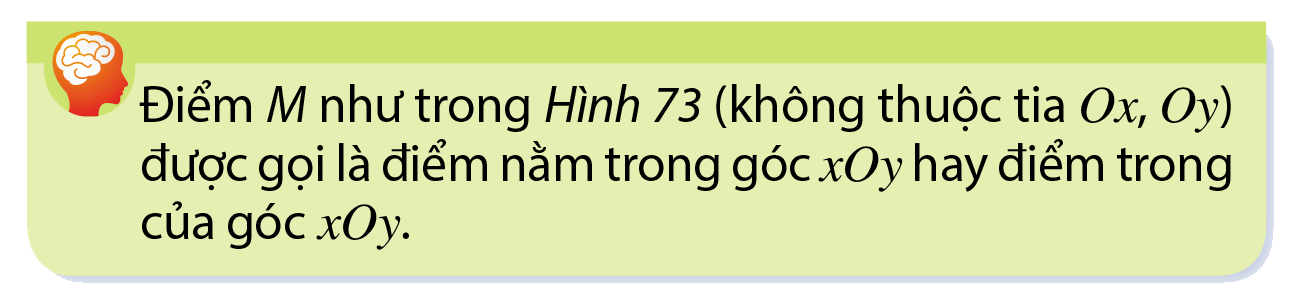 Điểm M như trong Hình 73 (không thuộc tia Ox, Oy)
được gọi là điểm nằm trong góc xOy hay điểm trong
của góc xOy.